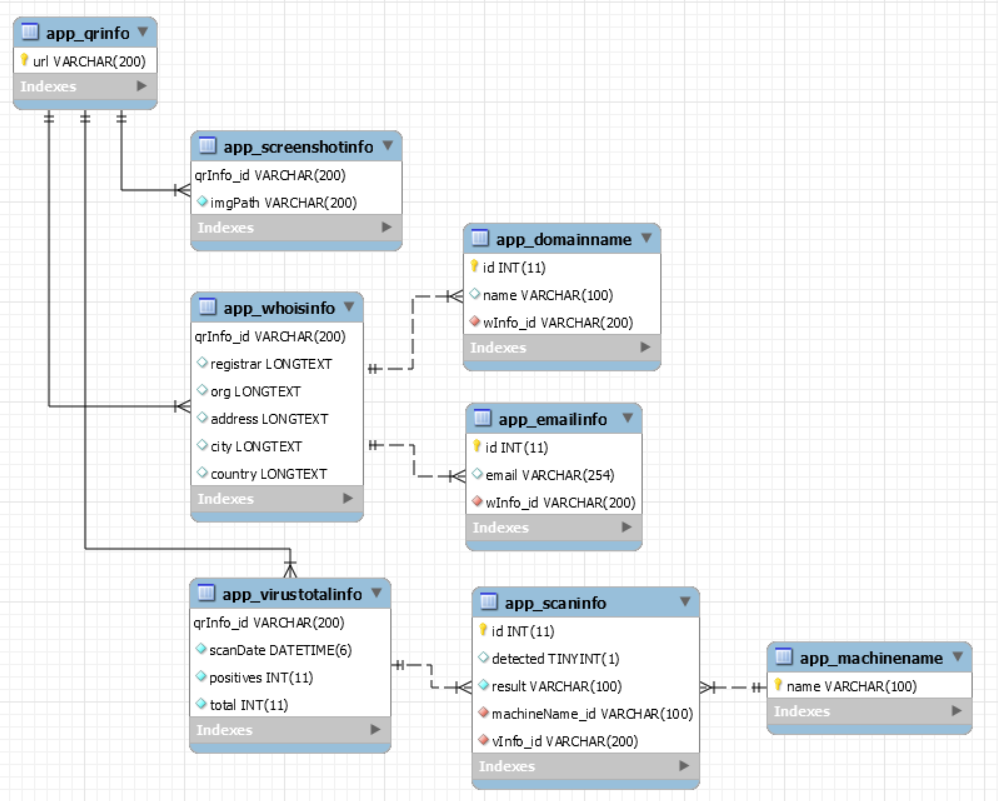 app_qrinfo
url VARCHAR(200)
Indexes
app_screenshotinfo
qrInfo_id VARCHAR(200)
imgPath VARCHAR(200)
Indexes
app_whoisinfo
qrInfo_id VARCHAR(200)
registrar LONGTEXT
org LONGTEXT
address LONGTEXT
city LONGTEXT
country LONGTEXT
Indexes
app_domainname
id INT(11)
name VARCHAR(100)
wInfo_id VARCHAR(200)
Indexes
app_emailinfo
id INT(11)
email VARCHAR(254)
wInfo_id VARCHAR(200)
Indexes
app_virustotalinfo
qrInfo_id VARCHAR(200)
scanDate DATETIME(6)
positives INT(11)
total INT(11)
Indexes
app_scaninfo
id INT(11)
detected TINYINT(1)
result VARCHAR(100)
machineName_id VARCHAR(100)
vInfo_id VARCHAR(200)
Indexes
app_machinename
name VARCHAR(100)
Indexes